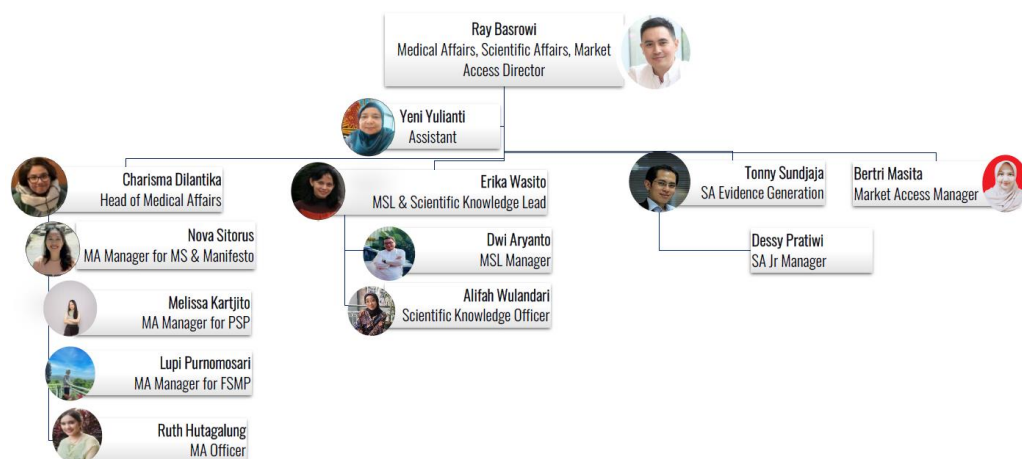 Ray Basrowi
Medical Affairs, Scientific Affairs, Market
Access Director
Yeni Yulianti
Assistant
Charisma Dilantika
Head of Medical Affairs
Erika Wasito
MSL & Scientific Knowledge Lead
Tonny Sundjaja
SA Evidence Generation
Bertri Masita
Market Access Manager
Nova Sitorus
MA Manager for MS & Manifesto
Dwi Aryanto
MSL Manager
Dessy Pratiwi
SA Jr Manager
Melissa Kartjito
MA Manager for PSP
Alifah Wulandari
Scientific Knowledge Officer
Lupi Purnomosari
MA Manager for FSMP
Ruth Hutagalung
MA Officer